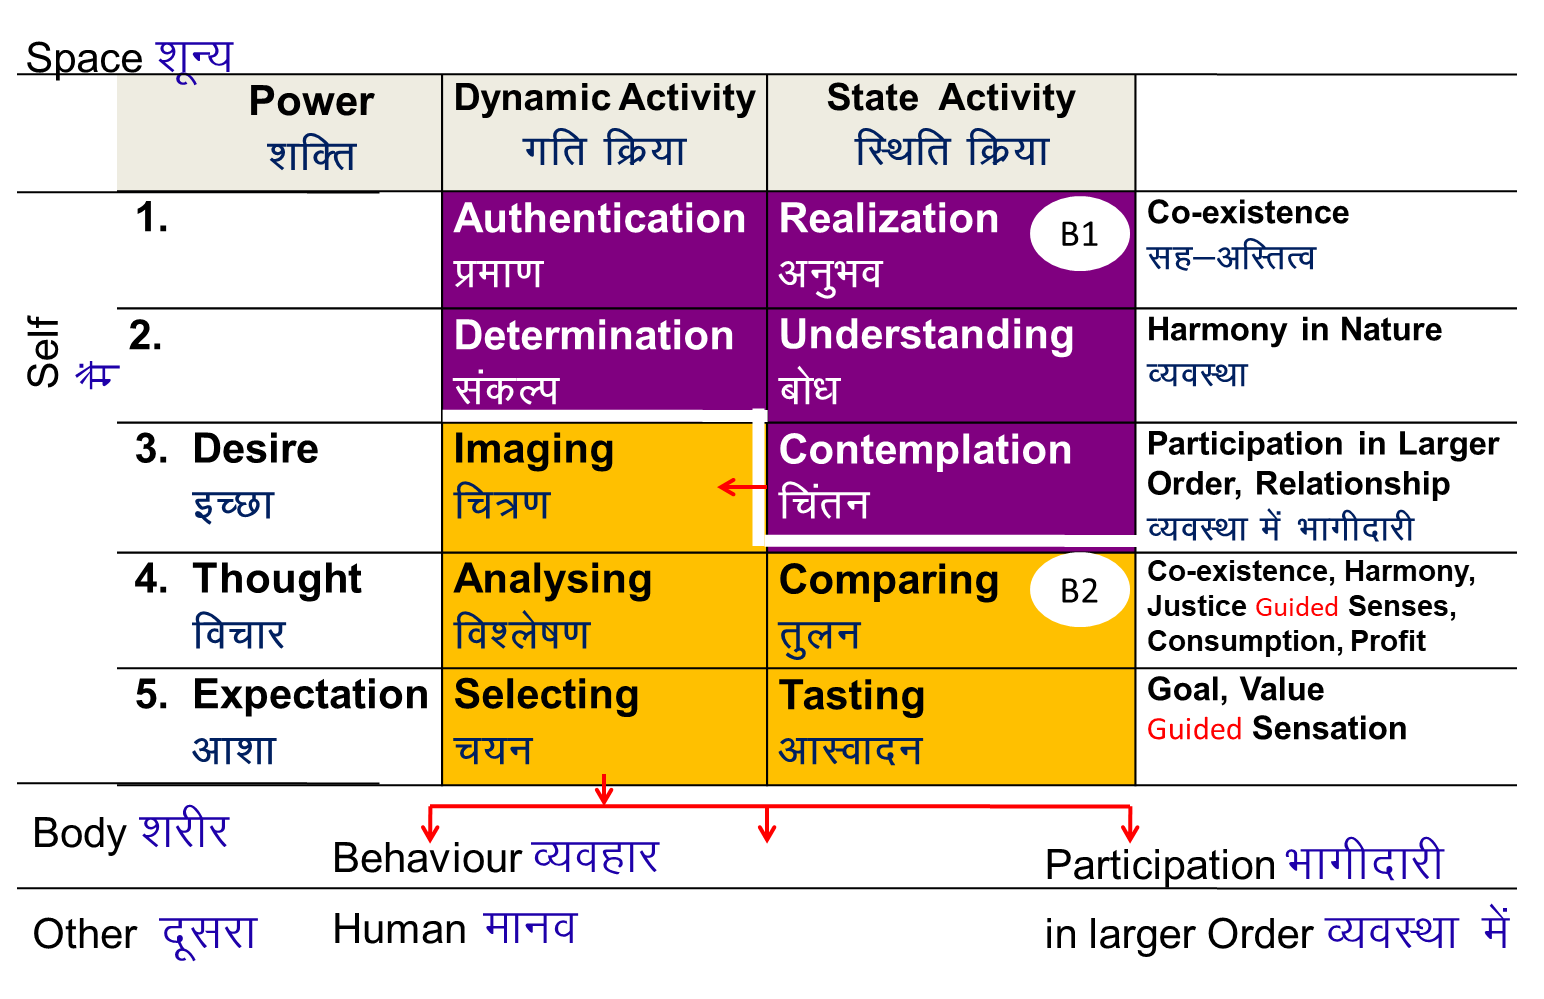 Space शून्य
Power Dynamic Activity State Activity
शक्ति गति क्रिया स्थिति क्रिया
1. Authentication Realization B1 Co-existence
प्रमाण अनुभव सह–अस्तित्व
Self
2. Determination Understanding Harmony in Nature
संकल्प बोध व्यवस्था
3. Desire Imaging Contemplation Participation in Larger
Order, Relationship
इच्छा चित्रण चिंतन व्यवस्था में भागीदारी
4. Thought Analysing Comparing B2 Co-existence, Harmony,
Justice Guided Senses,
विचार विश्लेषण तुलन Consumption, Profit
5. Expectation Selecting Tasting Goal, Value
आशा चयन आस्वादन Guided Sensation
Body शरीर
Behaviour व्यवहार Participation भागीदारी
Other दूसरा Human मानव in larger Order व्यवस्था में